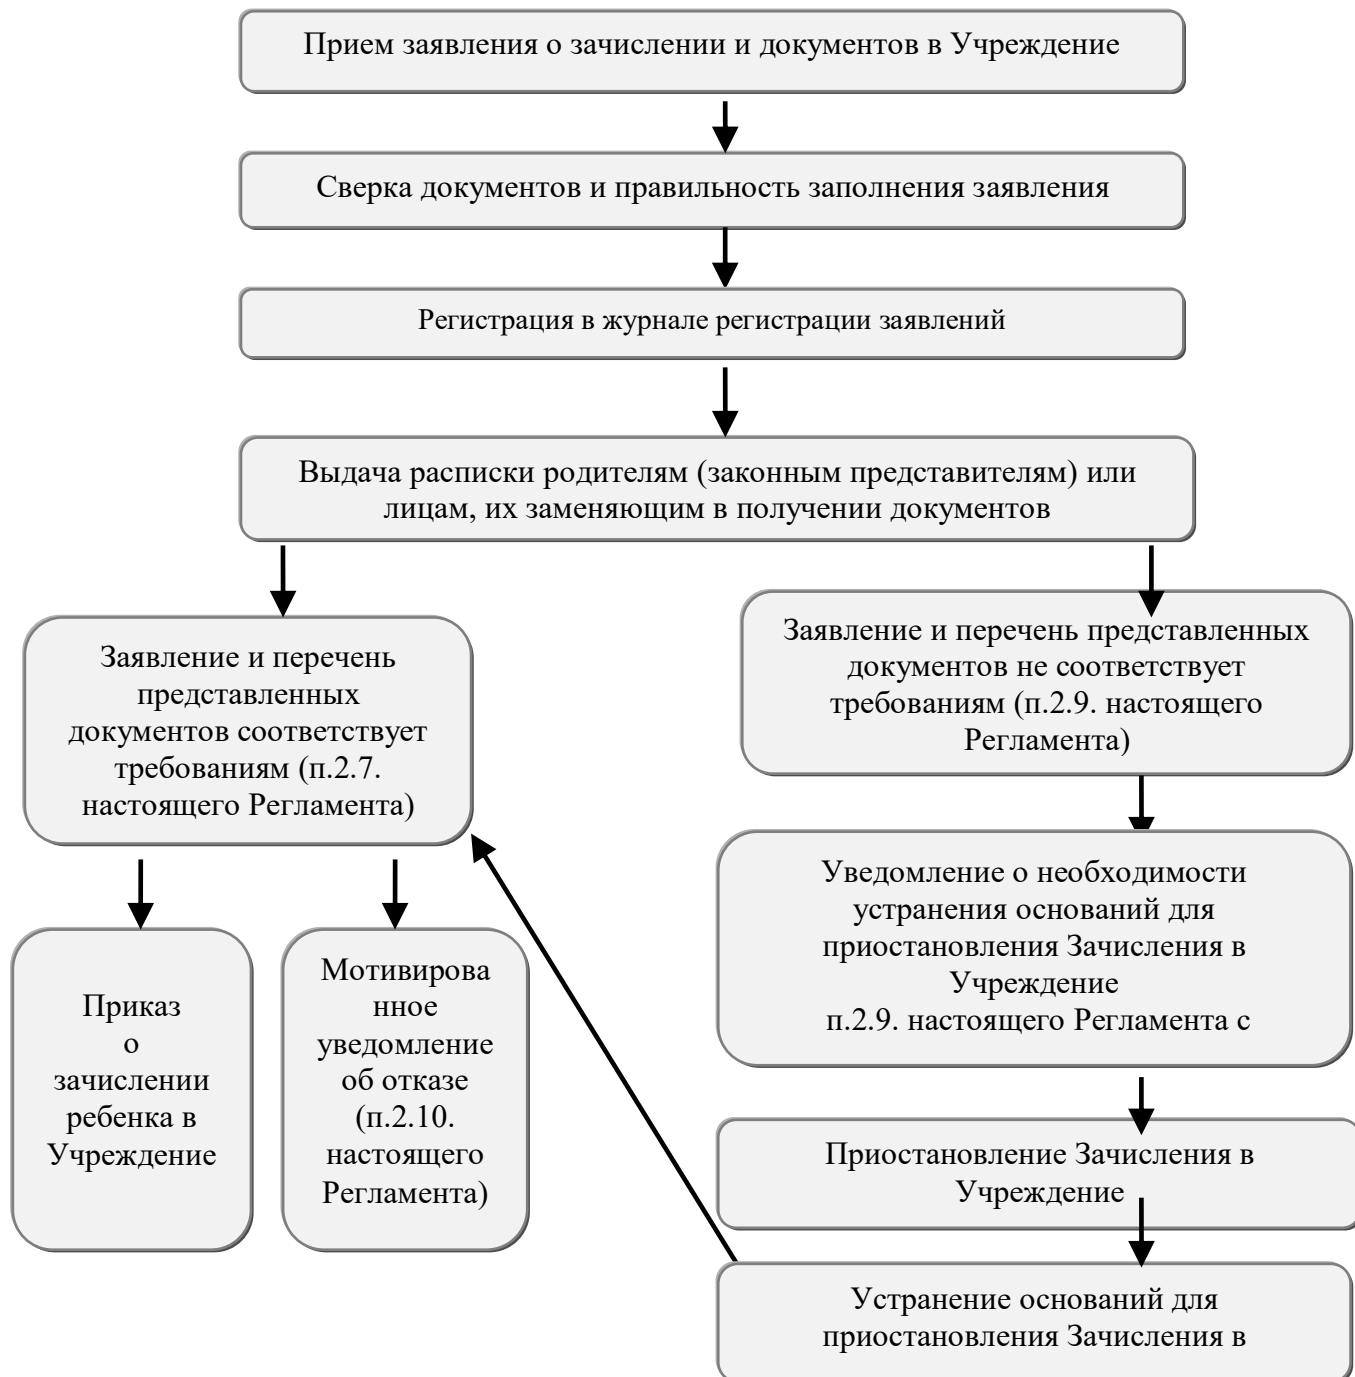 Прием заявления о зачислении и документов в Учреждение
Сверка документов и правильность заполнения заявления
Регистрация в журнале регистрации заявлений
Выдача расписки родителям (законным представителям) или
лицам, их заменяющим в получении документов
Заявление и перечень
представленных
документов соответствует
требованиям (п.2.7.
настоящего Регламента)
Заявление и перечень представленных
документов не соответствует
требованиям (п.2.9. настоящего
Регламента)
Уведомление о необходимости
устранения оснований для
приостановления Зачисления в
Учреждение
п.2.9. настоящего Регламента с
Приказ
о
зачислении
ребенка в
Учреждение
Мотивирова
нное
уведомление
об отказе
(п.2.10.
настоящего
Регламента)
Приостановление Зачисления в
Учреждение
Устранение оснований для
приостановления Зачисления в